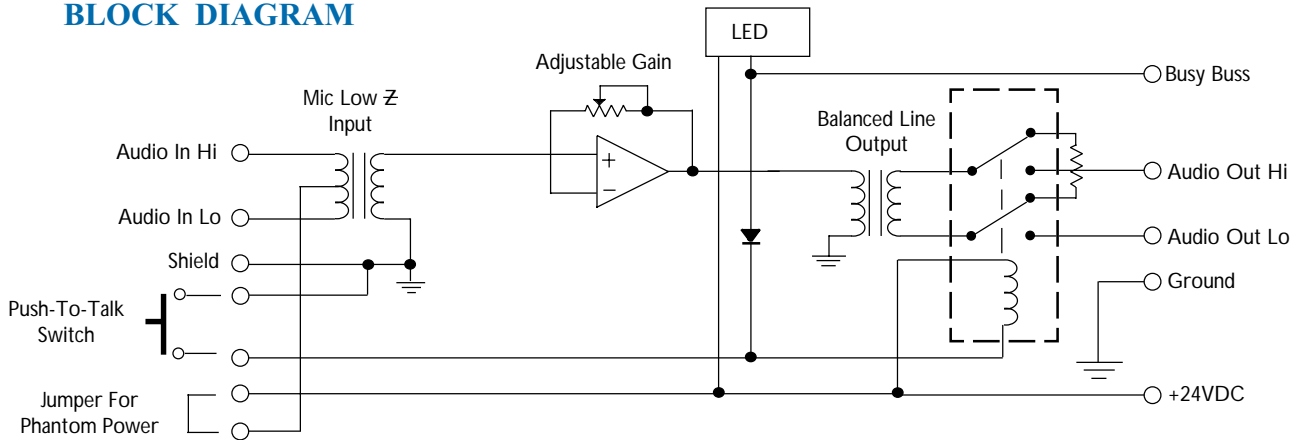 BLOCK DIAGRAM
LED
Adjustable Gain
Busy Buss
Mic Low Ƶ
Input
Balanced Line
Output
Audio In Hi
+
Audio Out Hi
−
Audio In Lo
Audio Out Lo
Shield
Ground
Push-To-Talk
Switch
+24VDC
Jumper For
Phantom Power